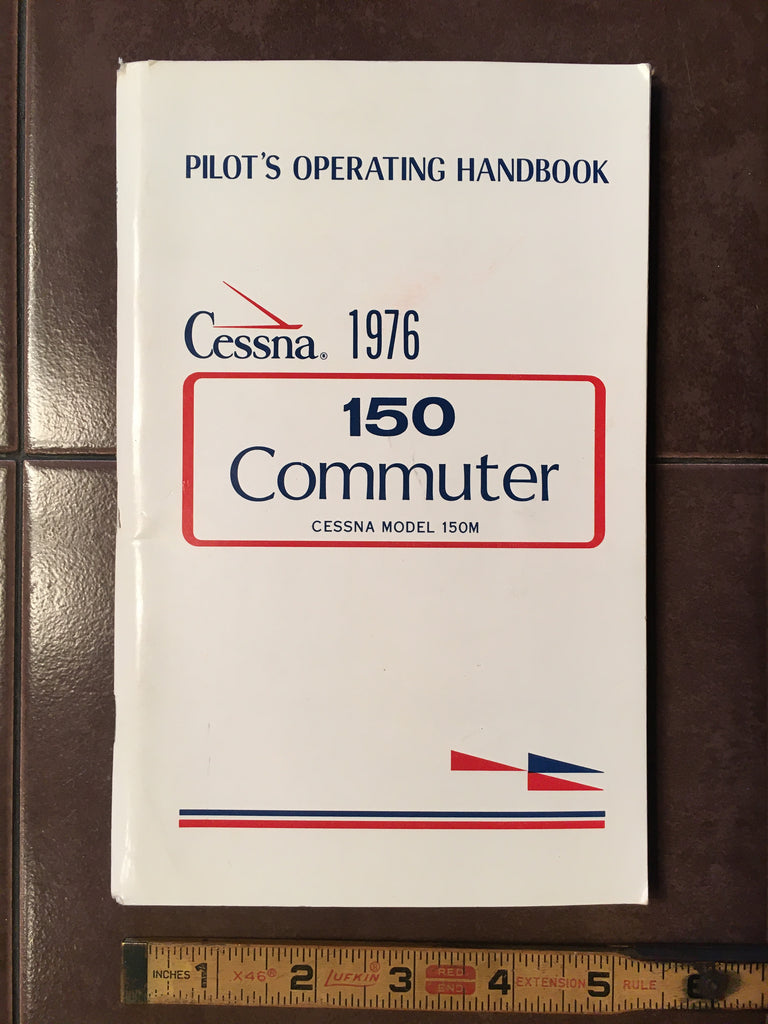 PILOT'S OPERATING HANDBOOK
Cessna® 1976
150
Commuter
CESSNA MODEL 150M
INCHES 1 X46® 2 LUFKIN® 3 RED END 4 EXTENSION 5 RULE 6